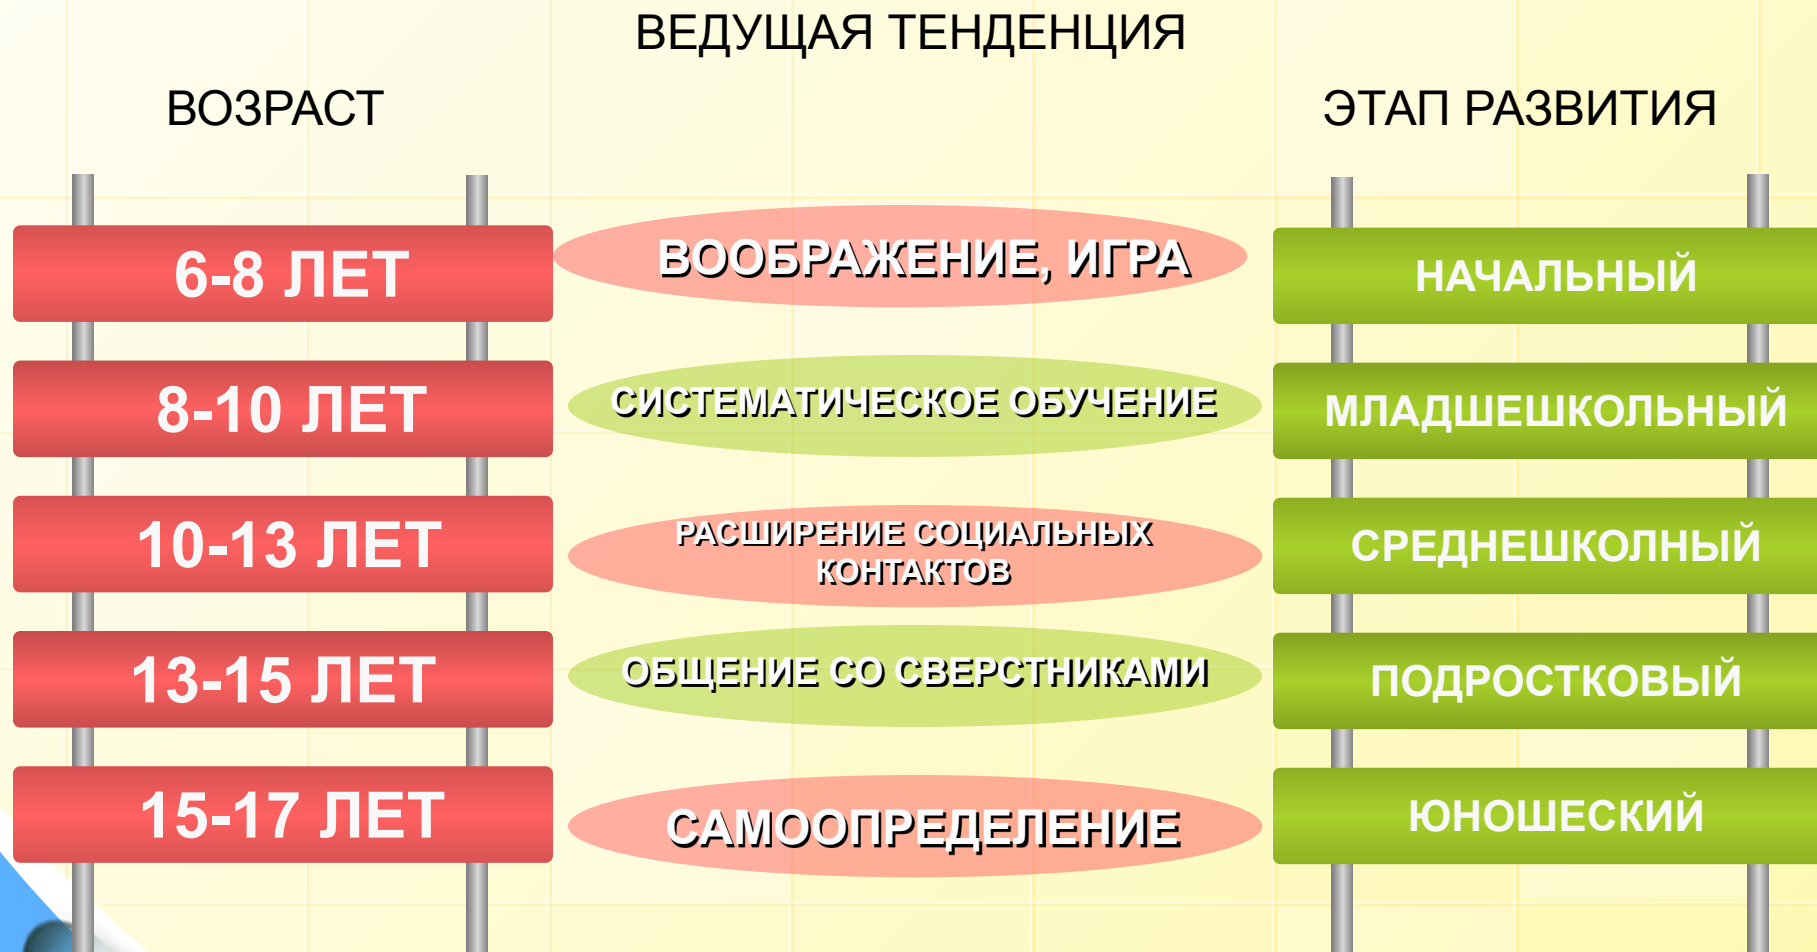 ВЕДУЩАЯ ТЕНДЕНЦИЯ
ВОЗРАСТ
ЭТАП РАЗВИТИЯ
6-8 ЛЕТ
ВООБРАЖЕНИЕ, ИГРА
НАЧАЛЬНЫЙ
8-10 ЛЕТ
СИСТЕМАТИЧЕСКОЕ ОБУЧЕНИЕ
МЛАДШЕШКОЛЬНЫЙ
10-13 ЛЕТ
РАСШИРЕНИЕ СОЦИАЛЬНЫХ
КОНТАКТОВ
СРЕДНЕШКОЛНЫЙ
13-15 ЛЕТ
ОБЩЕНИЕ СО СВЕРСТНИКАМИ
ПОДРОСТКОВЫЙ
15-17 ЛЕТ
САМООПРЕДЕЛЕНИЕ
ЮНОШЕСКИЙ